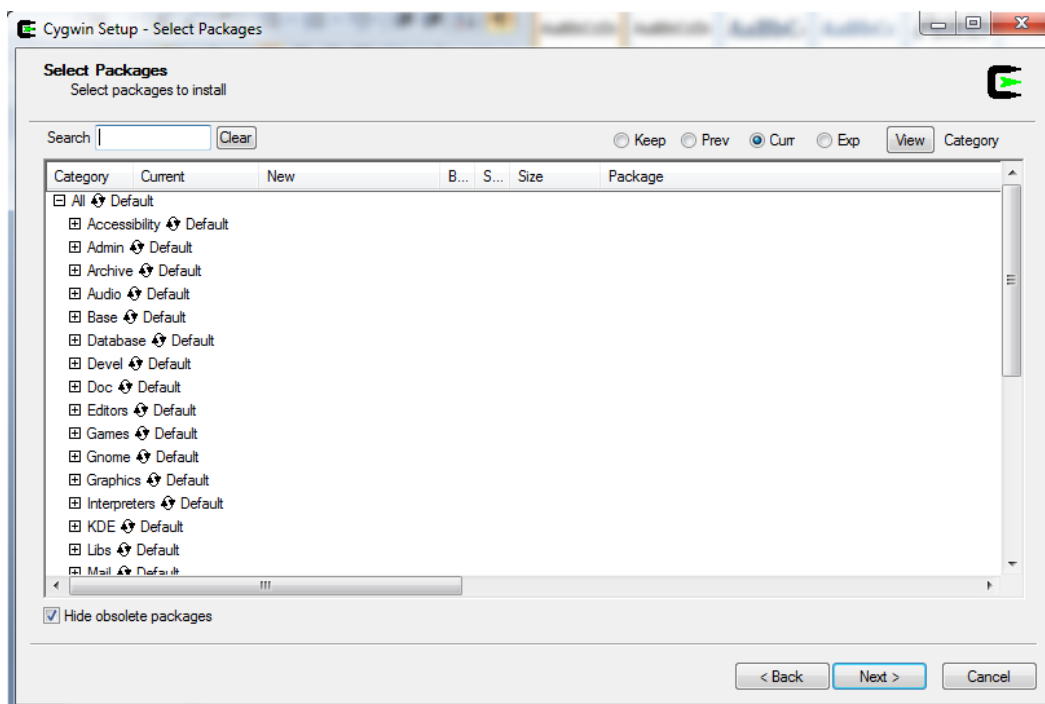 Cygwin Setup - Select Packages
Select Packages
Select packages to install
Search Clear Keep Prev Curr Exp View Category
Category Current New B... S... Size Package
All Default
Accessibility Default
Admin Default
Archive Default
Audio Default
Base Default
Database Default
Devel Default
Doc Default
Editors Default
Games Default
Gnome Default
Graphics Default
Interpreters Default
KDE Default
Libs Default
Mail Default
Hide obsolete packages
< Back Next > Cancel